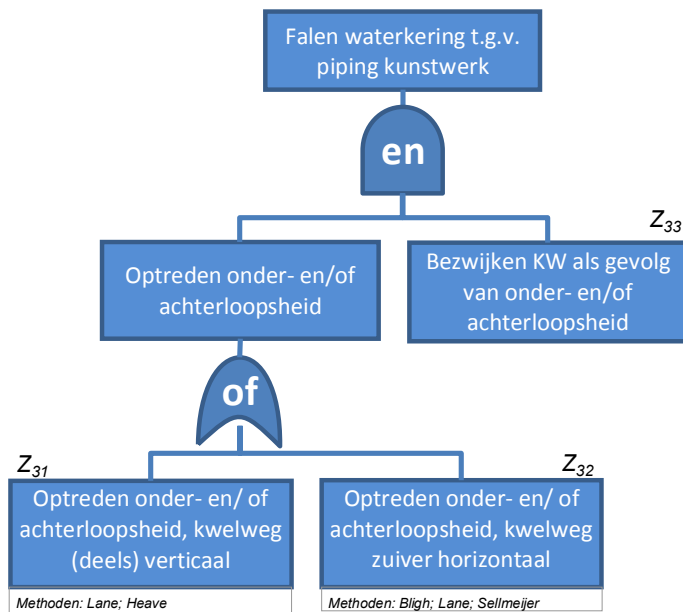 Falen waterkering t.g.v.
piping kunstwerk
en
Z33
Optreden onder- en/of
achterloopsheid
Bezwijken KW als gevolg
van onder- en/of
achterloopsheid
of
Z31
Z32
Optreden onder- en/ of
achterloopsheid, kwelweg
(deels) verticaal
Optreden onder- en/ of
achterloopsheid, kwelweg
zuiver horizontaal
Methoden: Lane; Heave
Methoden: Bligh; Lane; Sellmeijer